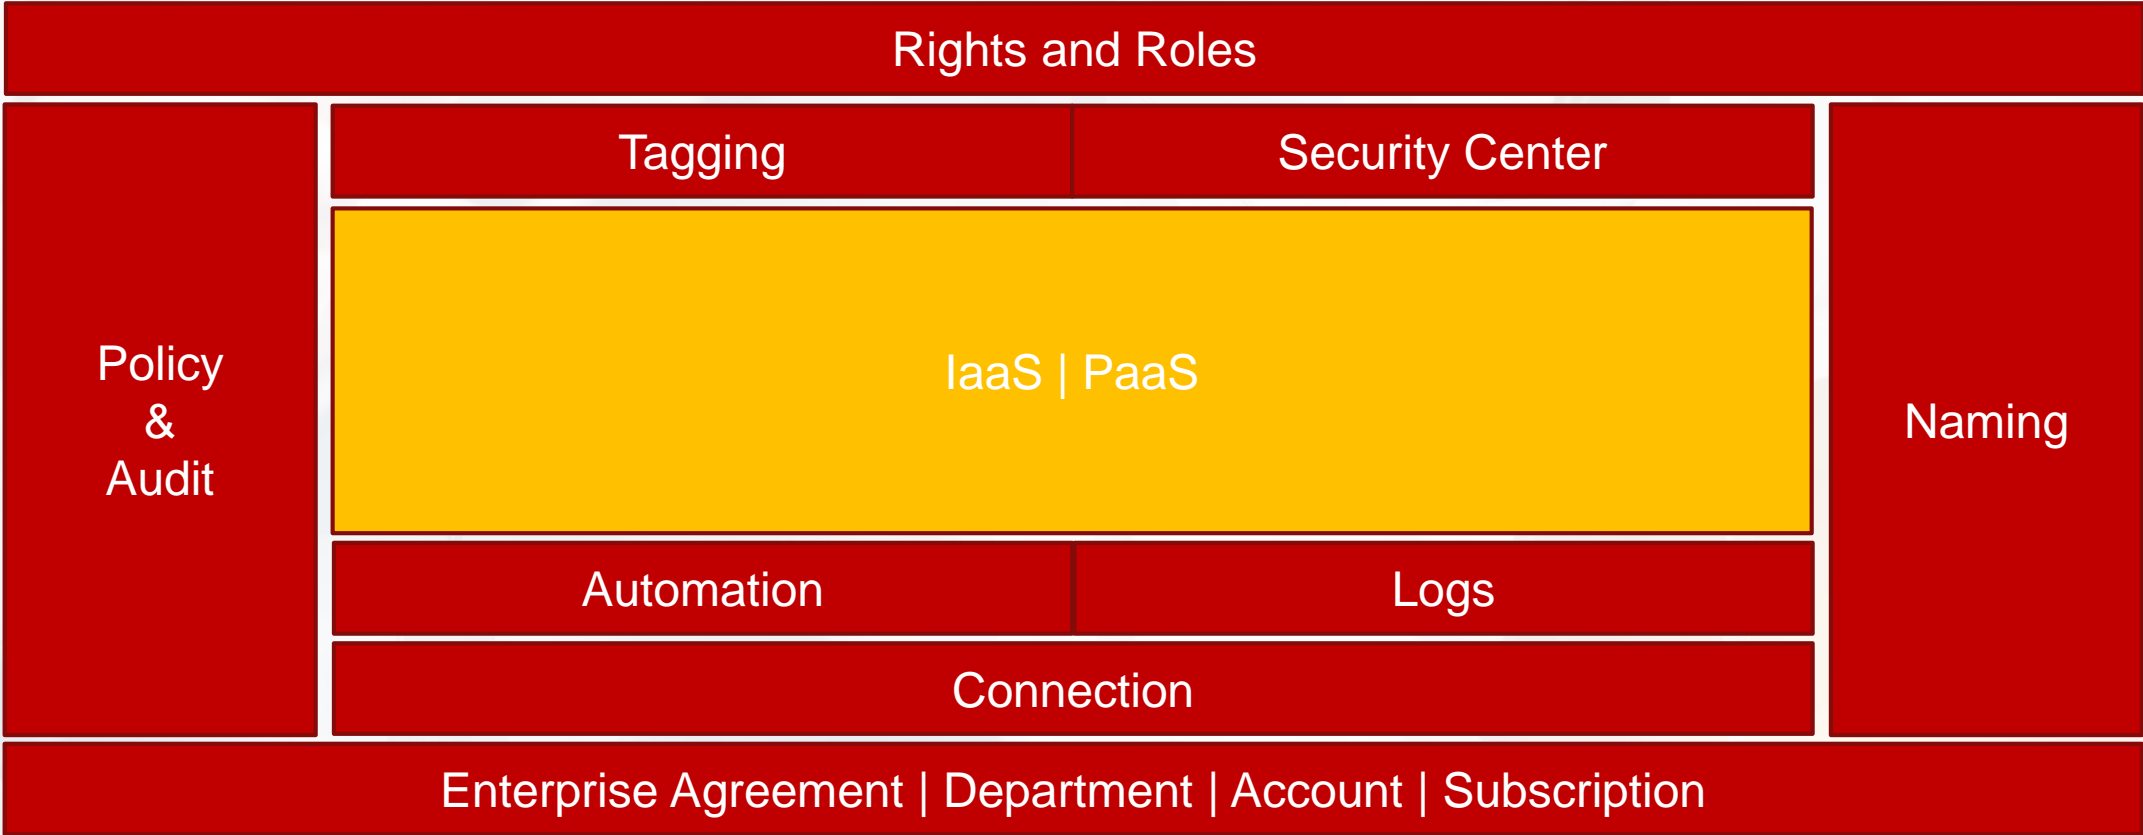 Rights and Roles
Tagging
Security Center
Policy
&
Audit
IaaS | PaaS
Naming
Automation
Logs
Connection
Enterprise Agreement | Department | Account | Subscription